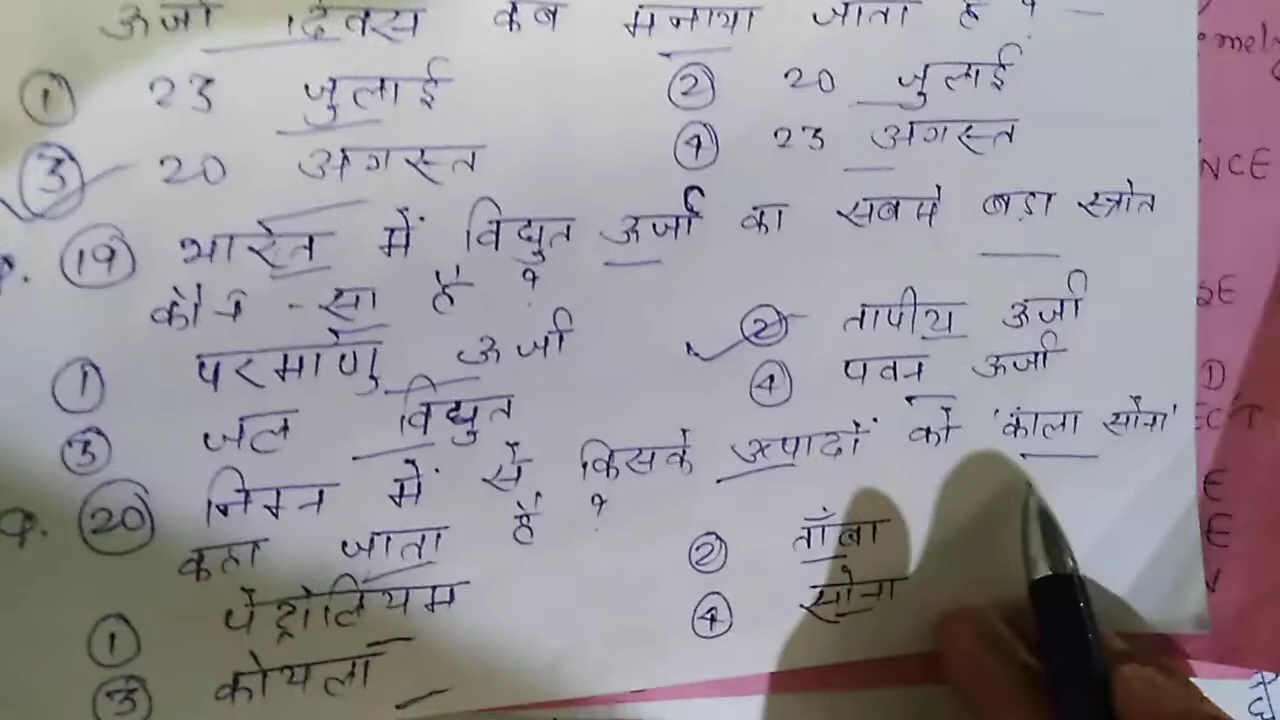 ऊर्जा दिवस कब मनाया जाता है ? -
① 23 जुलाई ② 20 जुलाई
③ 20 अगस्त ④ 23 अगस्त
Q. ⑲ भारत में विद्युत ऊर्जा का सबसे बड़ा स्त्रोत
कौन - सा है ?
① परमाणु ऊर्जा ② तापीय ऊर्जा
③ जल विद्युत ④ पवन ऊर्जा
Q. ⑳ निम्न में से किसके उत्पादों को 'काला सोना'
कहा जाता है ?
① पेट्रोलियम ② ताँबा
③ कोयला ④ सोना